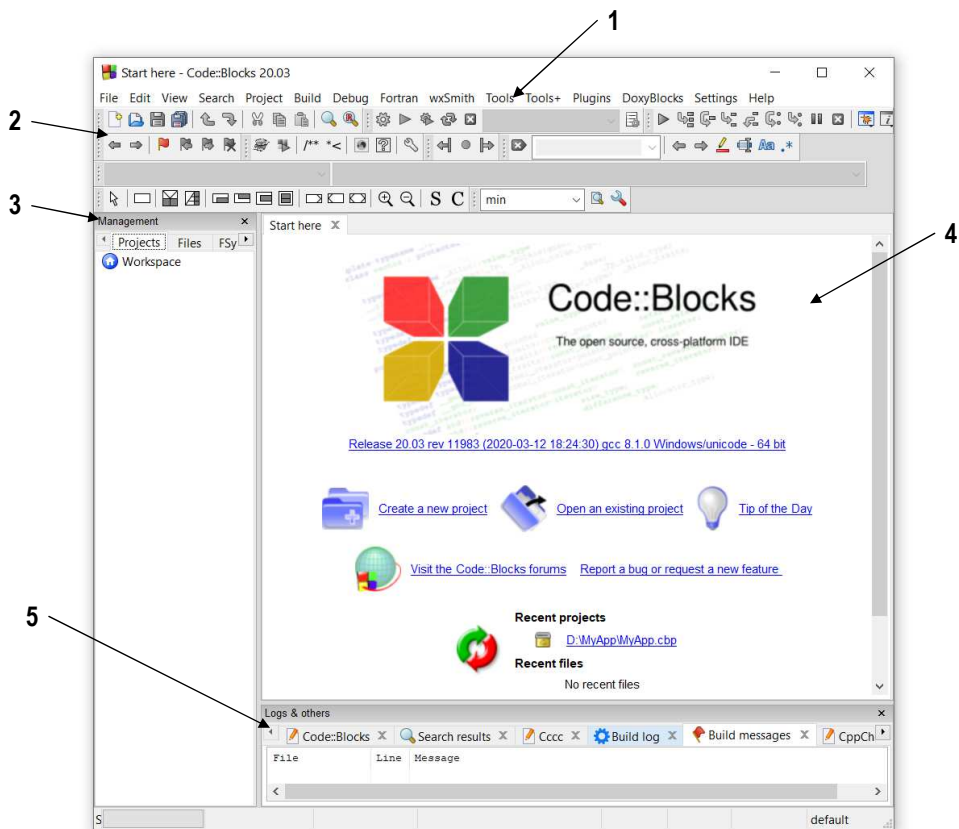 1
Start here - Code::Blocks 20.03
File Edit View Search Project Build Debug Fortran wxSmith Tools Tools+ Plugins DoxyBlocks Settings Help
2
/** *< Aa .*
S C min
3
Management
Start here
Projects Files FSy
4
Workspace
Code::Blocks
The open source, cross-platform IDE
Release 20.03 rev 11983 (2020-03-12 18:24:30) gcc 8.1.0 Windows/unicode - 64 bit
Create a new project Open an existing project Tip of the Day
Visit the Code::Blocks forums Report a bug or request a new feature
5
Recent projects
D:\MyApp\MyApp.cbp
Recent files
No recent files
Logs & others
Code::Blocks Search results Cccc Build log Build messages CppCh
File Line Message
S default